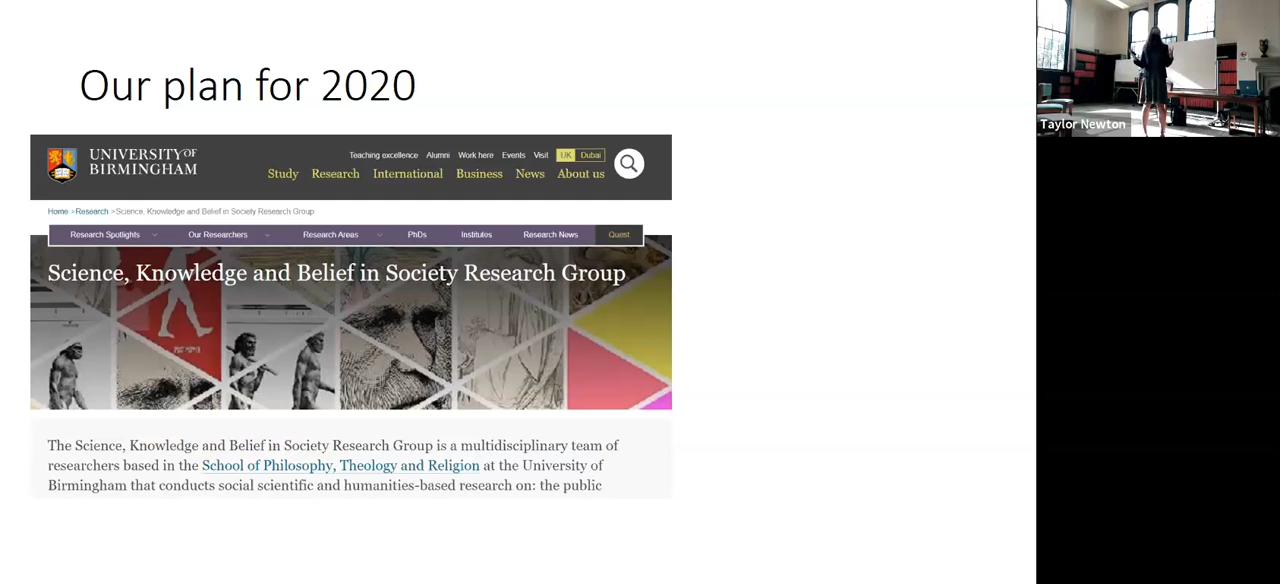 Our plan for 2020
UNIVERSITY OF
BIRMINGHAM
Teaching excellence Alumni Work here Events Visit UK Dubai
Study Research International Business News About us
Home > Research > Science, Knowledge and Belief in Society Research Group
Research Spotlights Our Researchers Research Areas PhDs Institutes Research News Quest
Science, Knowledge and Belief in Society Research Group
The Science, Knowledge and Belief in Society Research Group is a multidisciplinary team of
researchers based in the School of Philosophy, Theology and Religion at the University of
Birmingham that conducts social scientific and humanities-based research on: the public
Taylor Newton